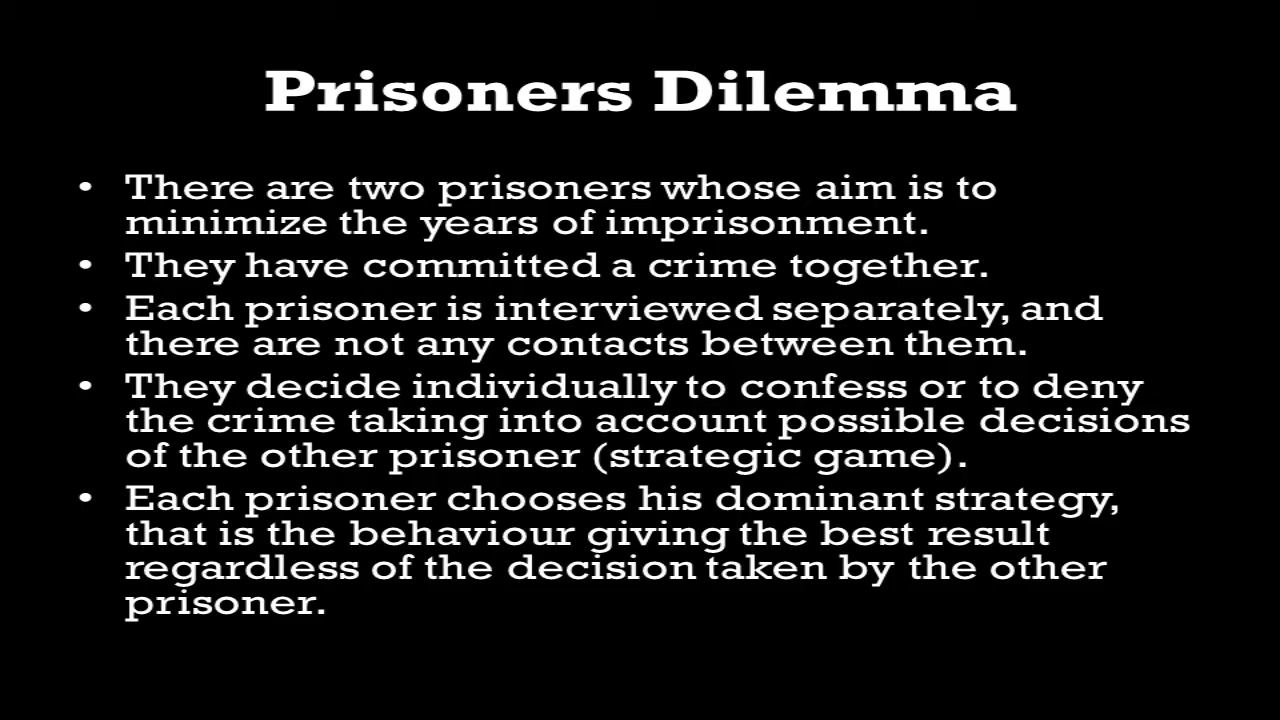 Prisoners Dilemma
• There are two prisoners whose aim is to
minimize the years of imprisonment.
• They have committed a crime together.
• Each prisoner is interviewed separately, and
there are not any contacts between them.
• They decide individually to confess or to deny
the crime taking into account possible decisions
of the other prisoner (strategic game).
• Each prisoner chooses his dominant strategy,
that is the behaviour giving the best result
regardless of the decision taken by the other
prisoner.